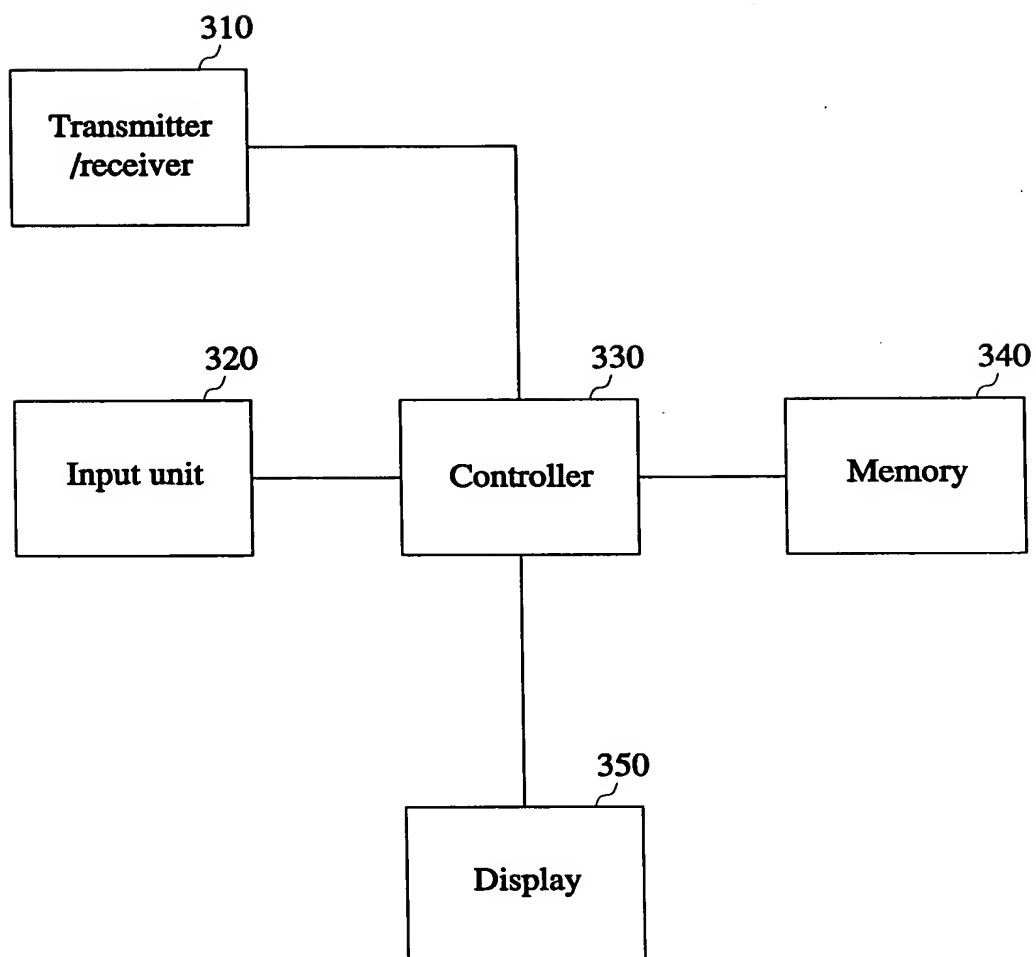 310
Transmitter
/receiver
320
330
340
Input unit
Controller
Memory
350
Display